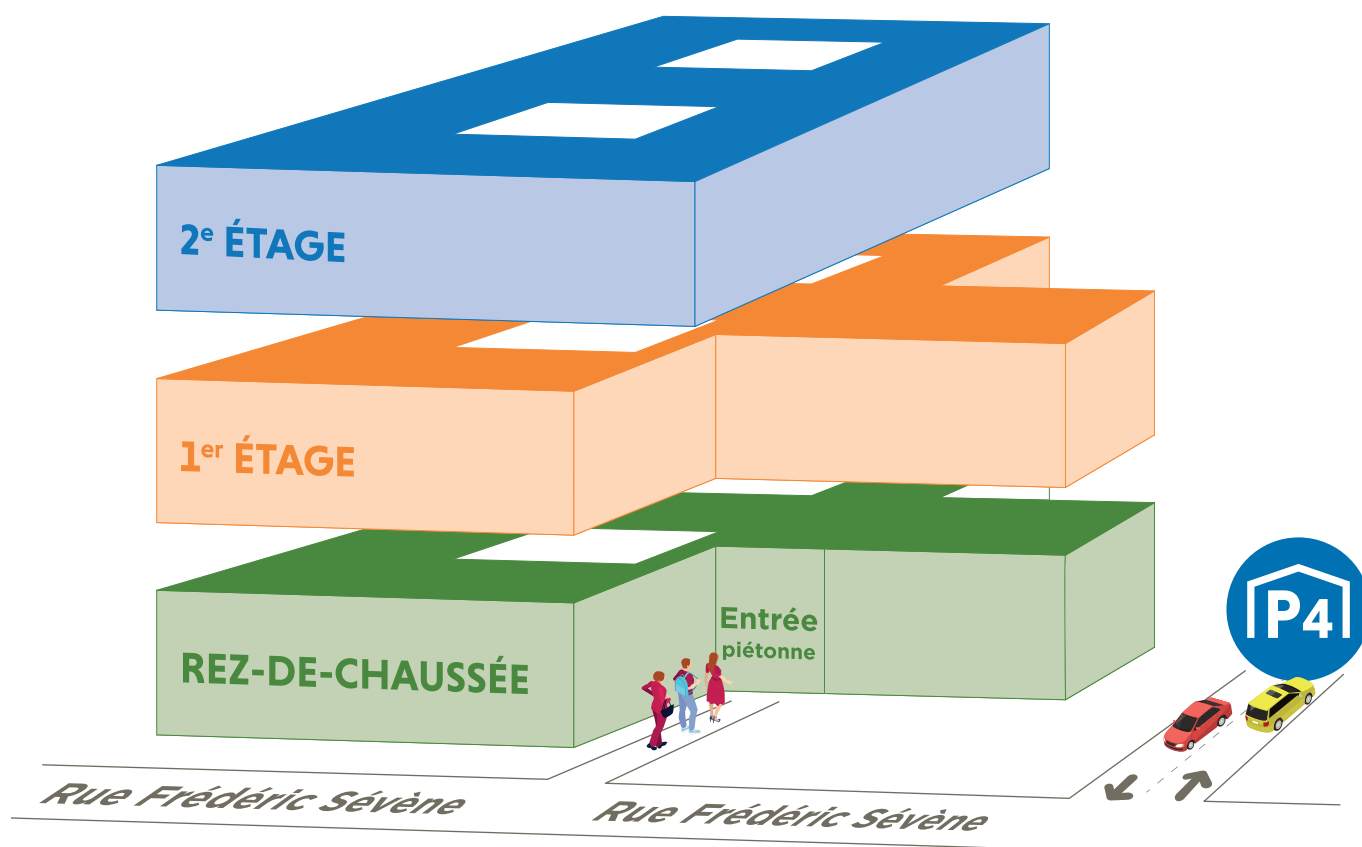 2e ÉTAGE
1er ÉTAGE
Entrée
piétonne
REZ-DE-CHAUSSÉE
P4
Rue Frédéric Sévène
Rue Frédéric Sévène